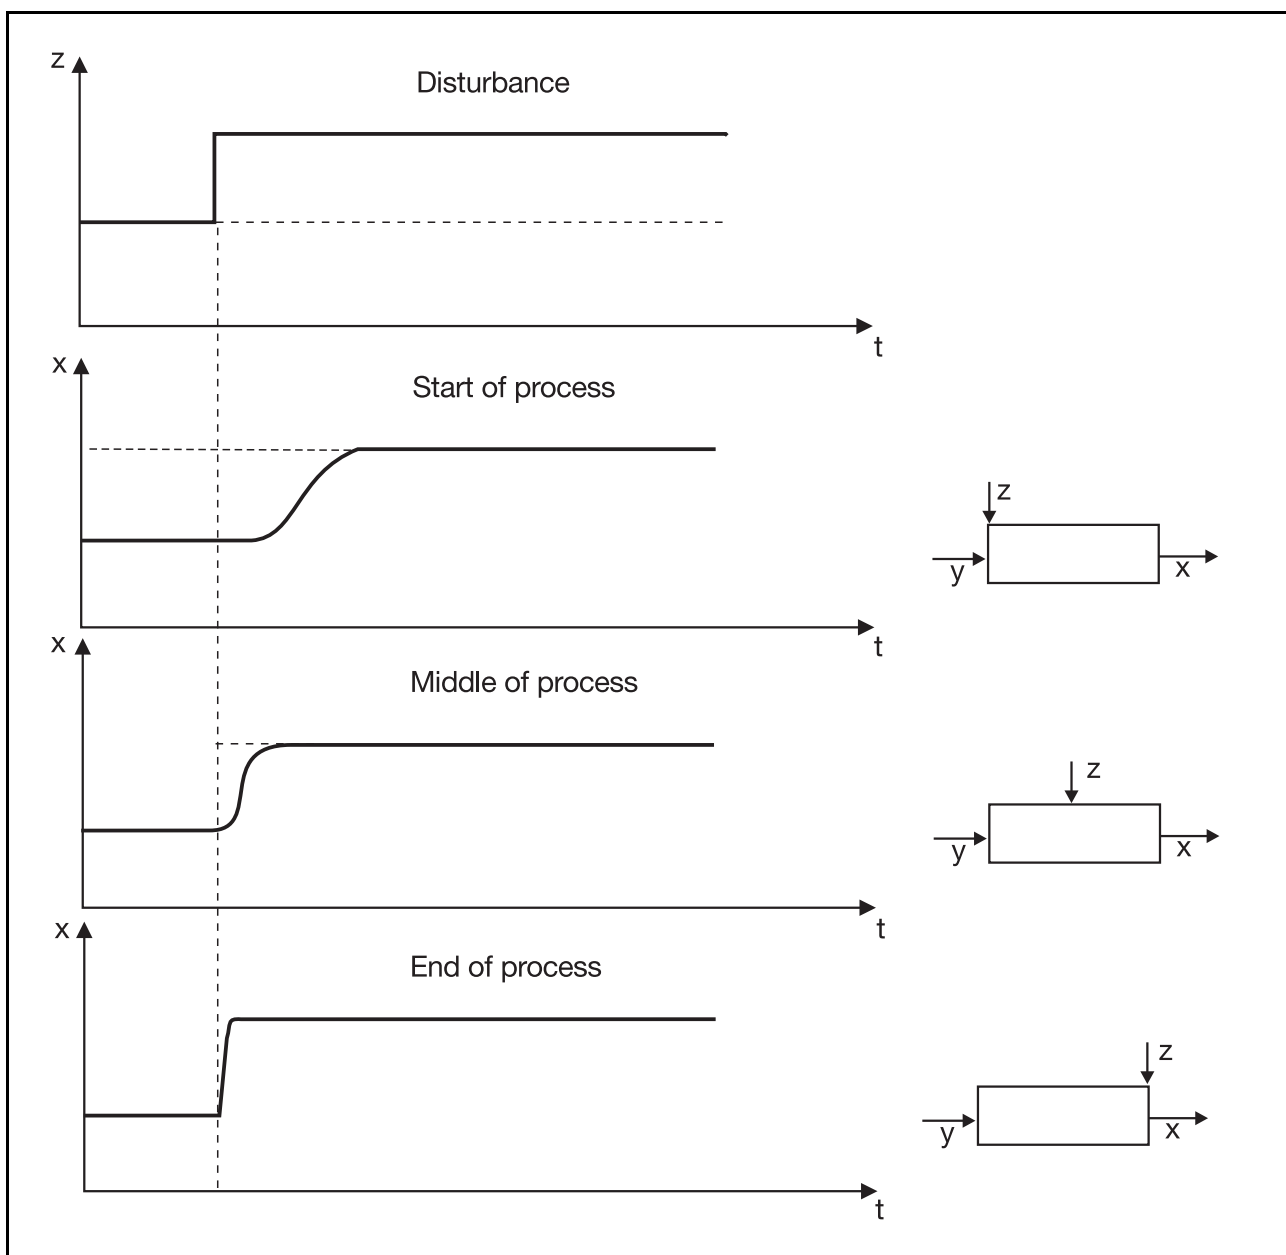 z
Disturbance
t
x
Start of process
z
y
x
t
x
Middle of process
z
y
x
t
x
End of process
z
y
x
t